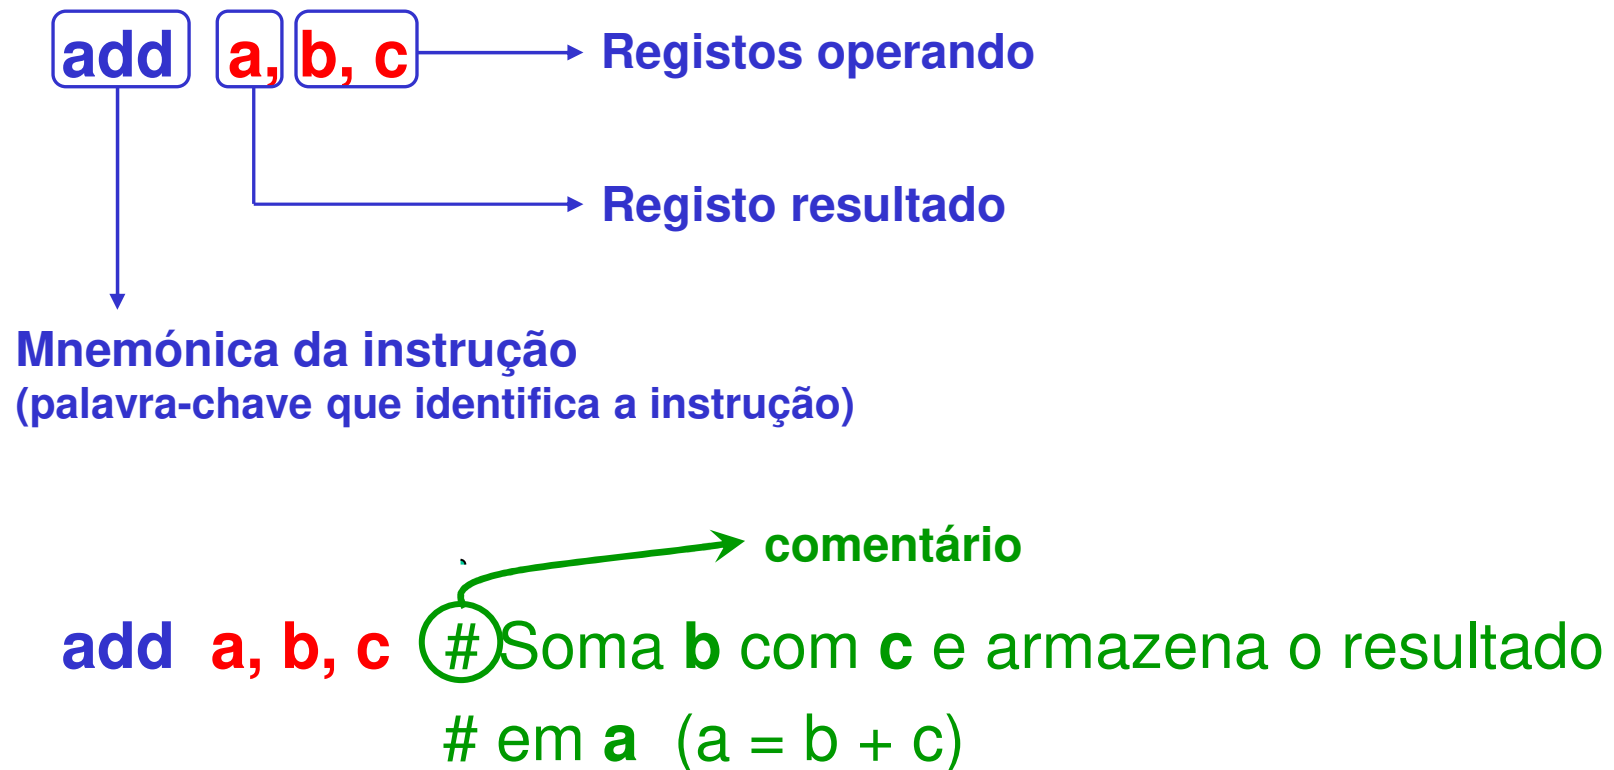 add a, b, c Registos operando
Registo resultado
Mnemónica da instrução
(palavra-chave que identifica a instrução)
comentário
add a, b, c # Soma b com c e armazena o resultado
# em a (a = b + c)